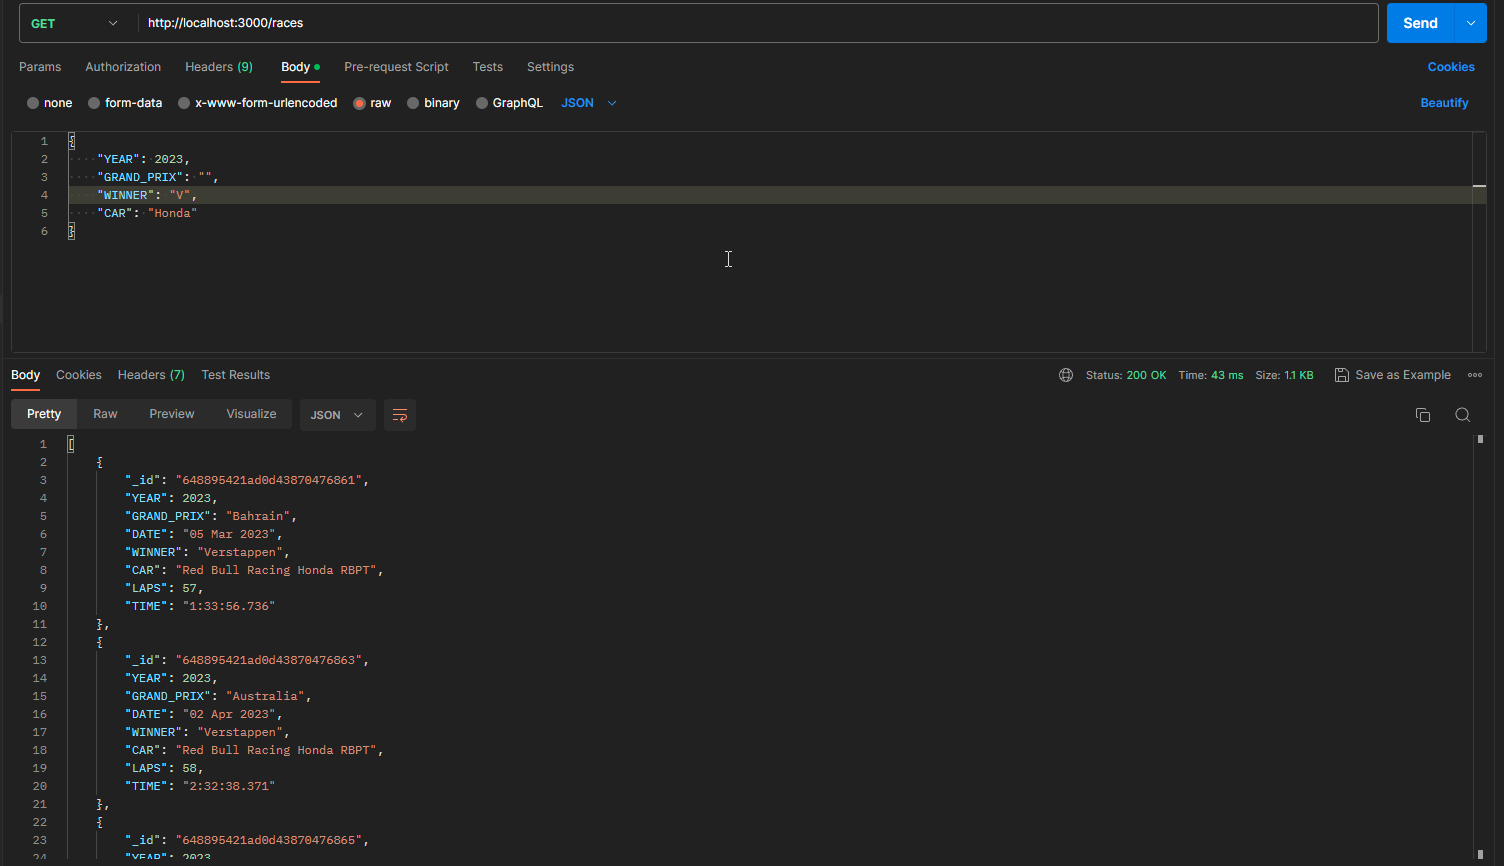 GET http://localhost:3000/races Send
Params Authorization Headers (9) Body Pre-request Script Tests Settings Cookies
none form-data x-www-form-urlencoded raw binary GraphQL JSON Beautify
1 {
2 "YEAR": 2023,
3 "GRAND_PRIX": "",
4 "WINNER": "V",
5 "CAR": "Honda"
6 }
Body Cookies Headers (7) Test Results Status: 200 OK Time: 43 ms Size: 1.1 KB Save as Example
Pretty Raw Preview Visualize JSON
1 [
2 {
3 "_id": "648895421ad0d43870476861",
4 "YEAR": 2023,
5 "GRAND_PRIX": "Bahrain",
6 "DATE": "05 Mar 2023",
7 "WINNER": "Verstappen",
8 "CAR": "Red Bull Racing Honda RBPT",
9 "LAPS": 57,
10 "TIME": "1:33:56.736"
11 },
12 {
13 "_id": "648895421ad0d43870476863",
14 "YEAR": 2023,
15 "GRAND_PRIX": "Australia",
16 "DATE": "02 Apr 2023",
17 "WINNER": "Verstappen",
18 "CAR": "Red Bull Racing Honda RBPT",
19 "LAPS": 58,
20 "TIME": "2:32:38.371"
21 },
22 {
23 "_id": "648895421ad0d43870476865",
24 "YEAR": 2023